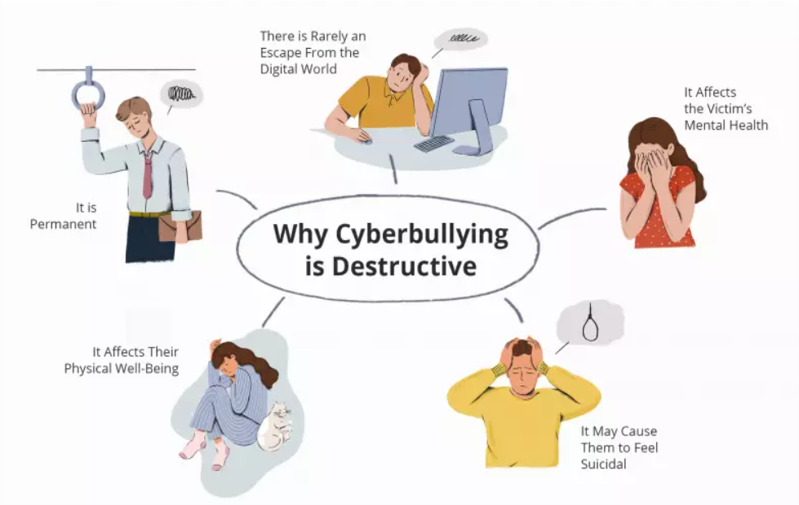 There is Rarely an
Escape From the
Digital World
It Affects
the Victim's
Mental Health
It is
Permanent
Why Cyberbullying
is Destructive
It Affects Their
Physical Well-Being
It May Cause
Them to Feel
Suicidal